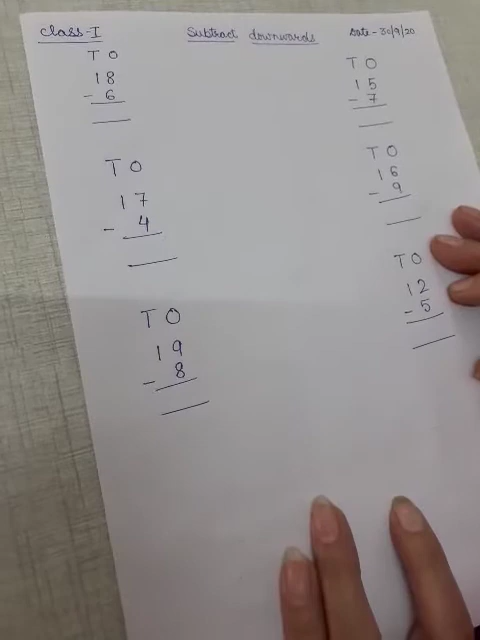 Class-I Subtract downwards Date - 30/9/20
T O
18
- 6
T O
17
- 4
T O
19
- 8
T O
15
- 7
T O
16
- 9
T O
12
- 5